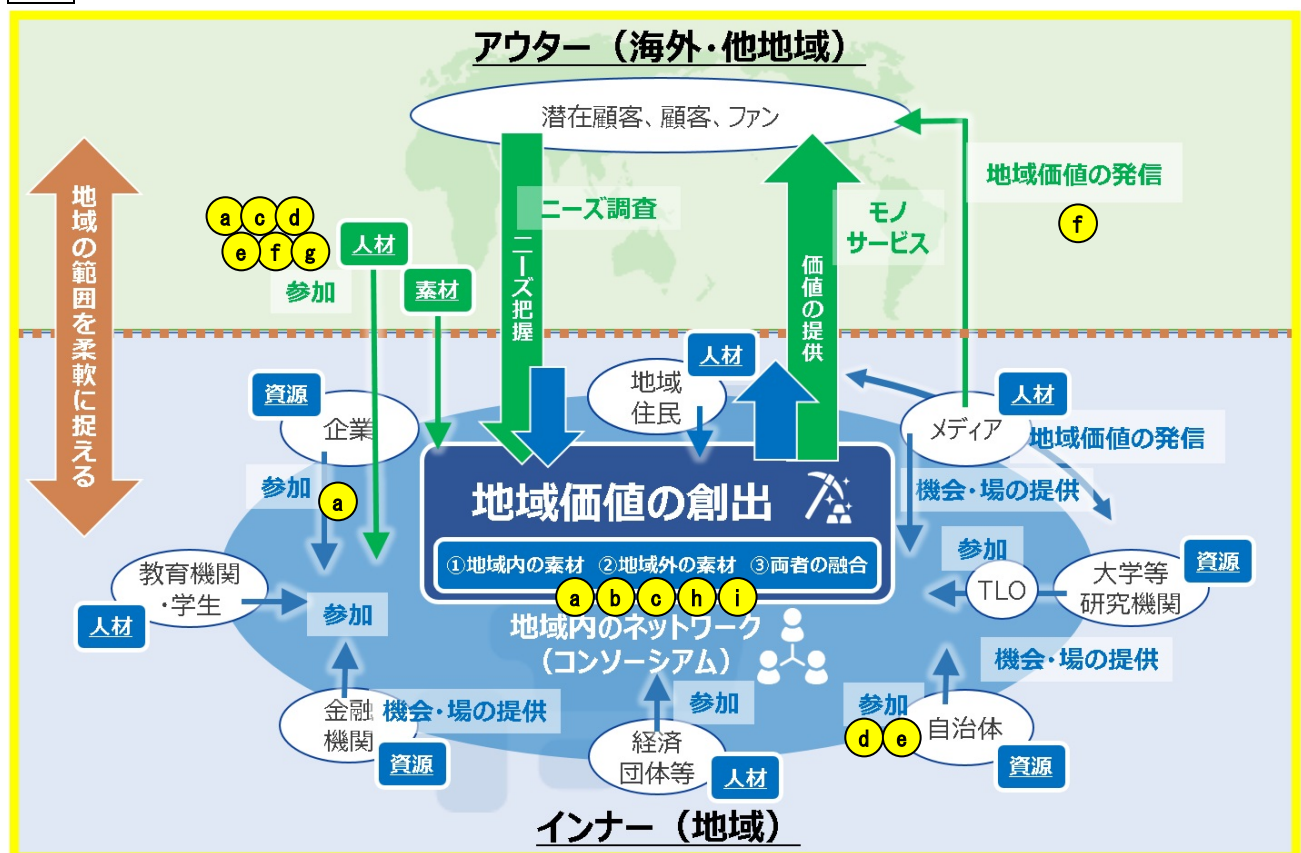 アウター（海外・他地域）
潜在顧客、顧客、ファン
地域の範囲を柔軟に捉える
a c d
e f g
人材
参加
素材
ニーズ調査
ニーズ把握
モノ
サービス
価値の提供
地域価値の発信
f
資源
企業
参加
a
地域
住民
人材
メディア
人材
地域価値の発信
機会・場の提供
地域価値の創出
①地域内の素材 ②地域外の素材 ③両者の融合
a b c h i
地域内のネットワーク
（コンソーシアム）
教育機関
・学生
人材
参加
参加
TLO
大学等
研究機関
資源
機会・場の提供
金融
機関
機会・場の提供
資源
参加
経済
団体等
人材
参加
d e
自治体
資源
インナー（地域）